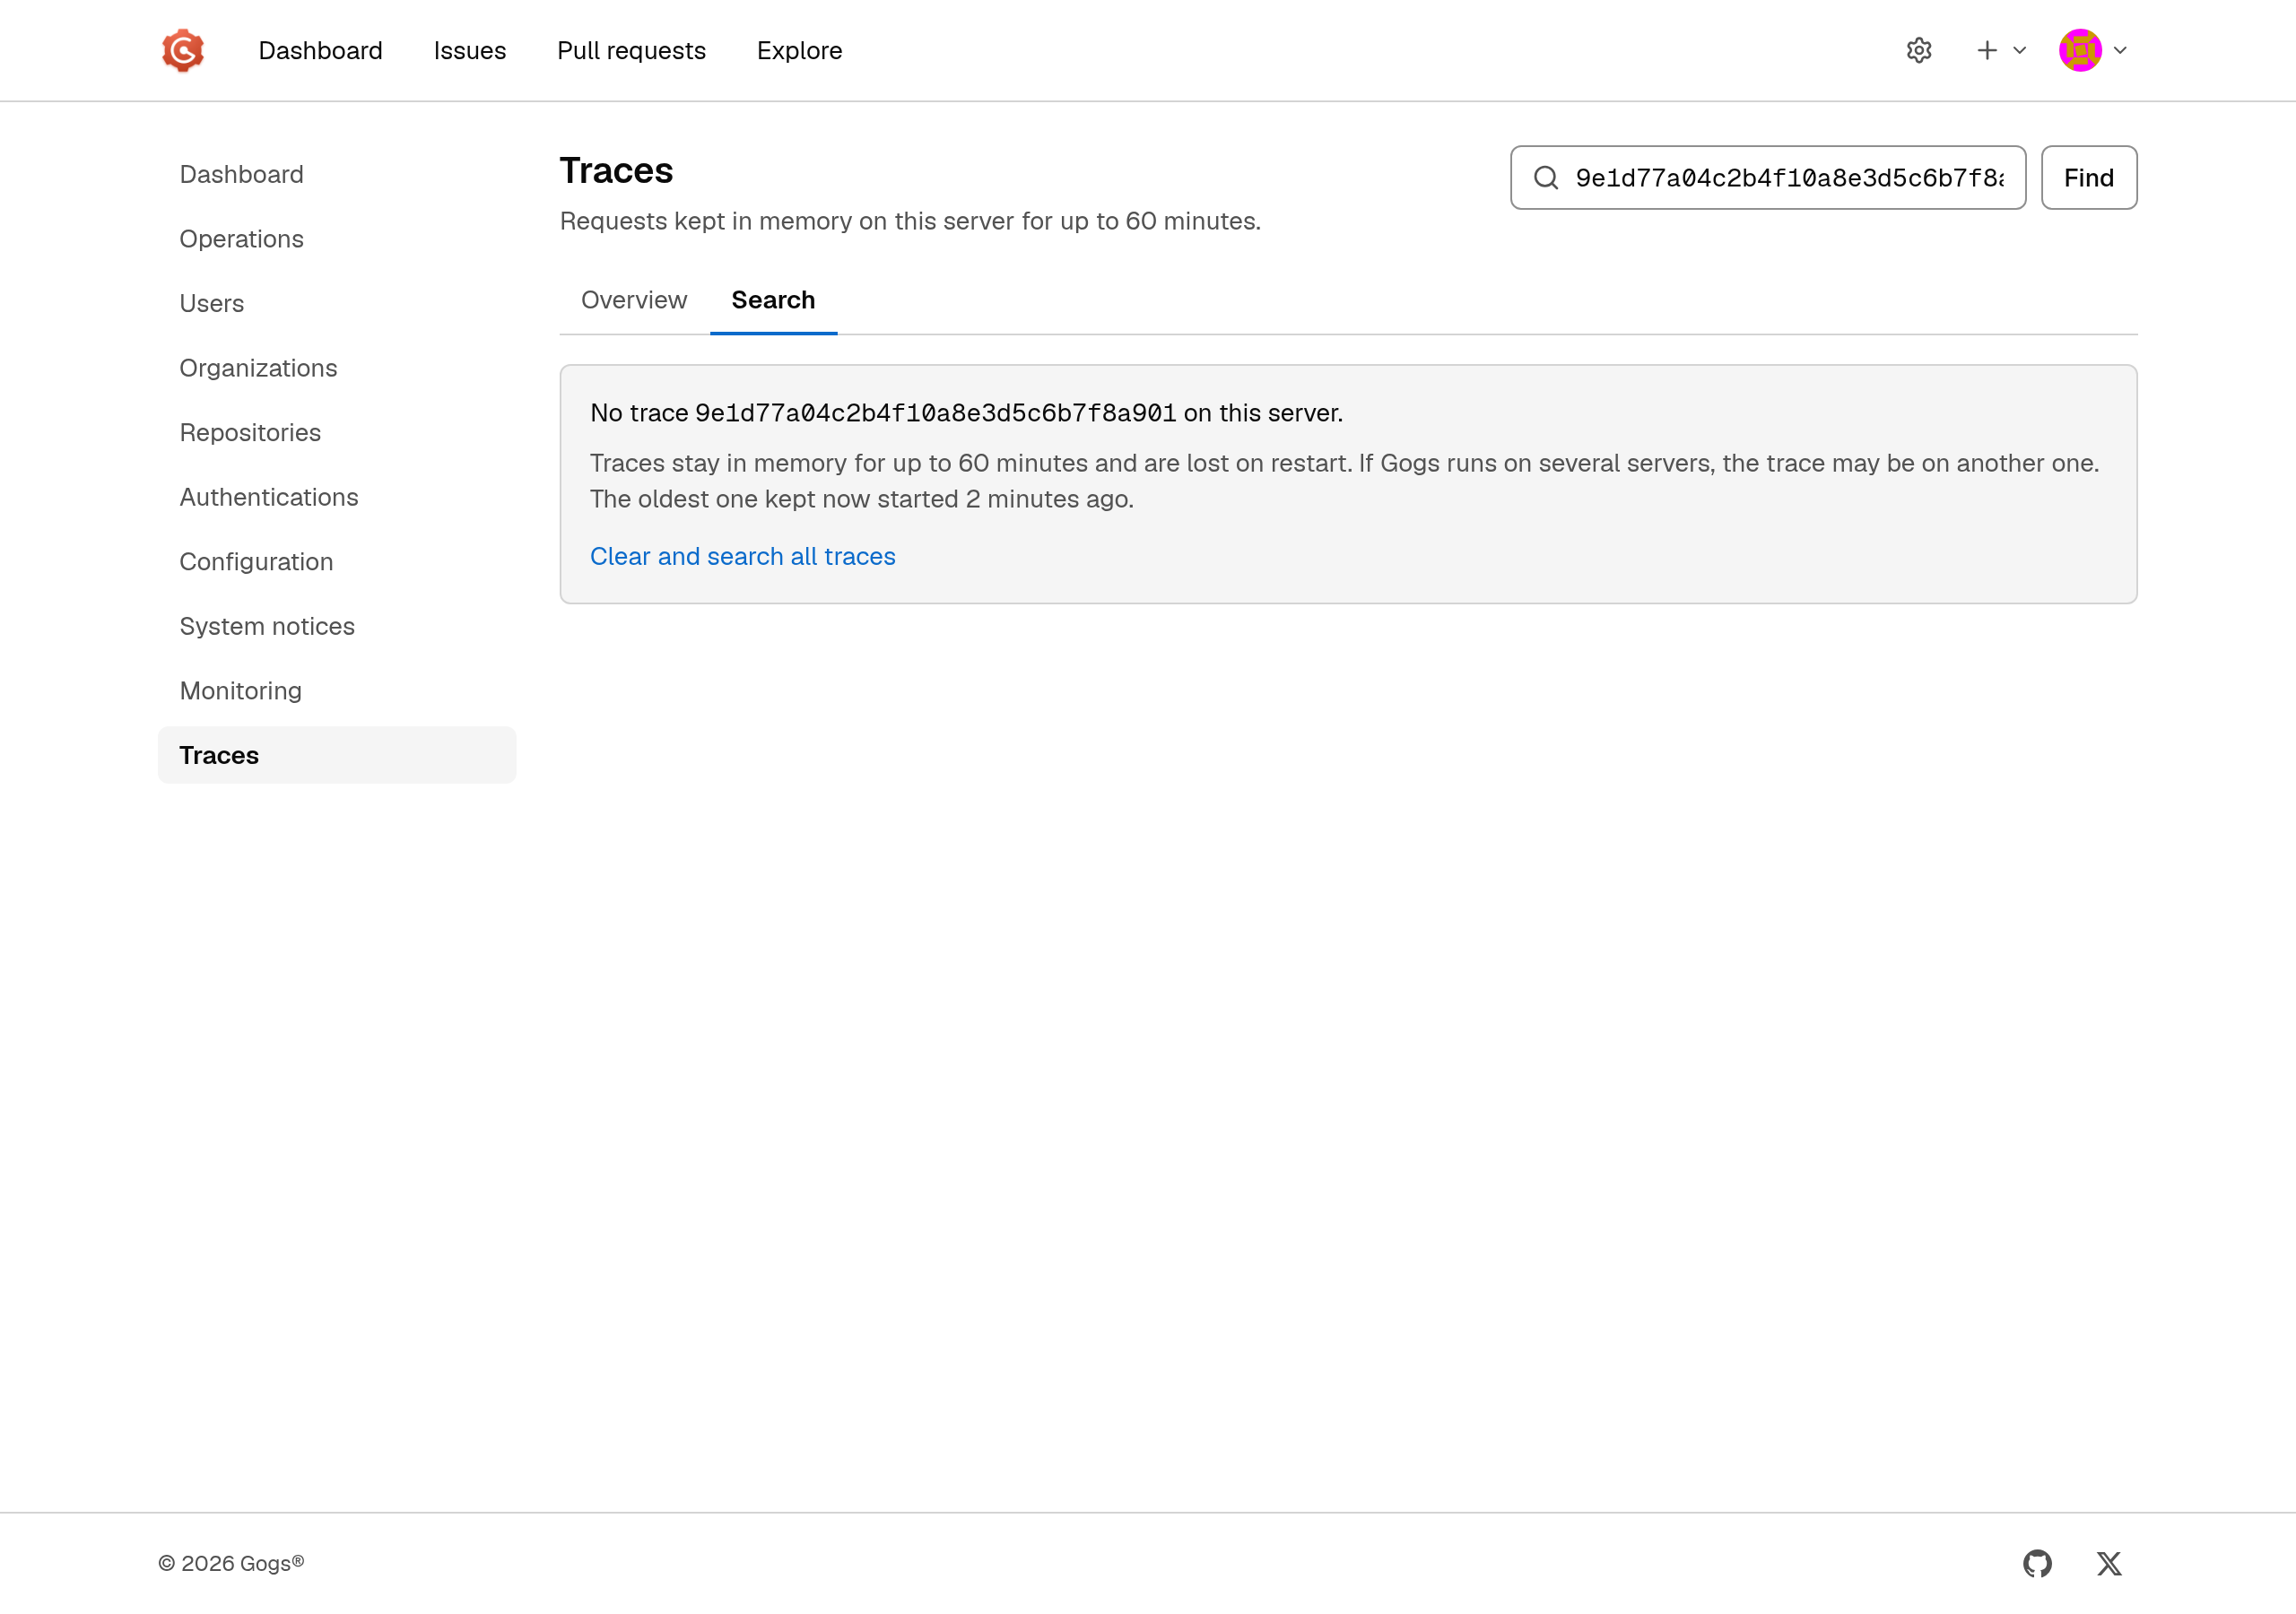 Dashboard Issues Pull requests Explore
Dashboard
Operations
Users
Organizations
Repositories
Authentications
Configuration
System notices
Monitoring
Traces
Traces
Requests kept in memory on this server for up to 60 minutes.
9e1d77a04c2b4f10a8e3d5c6b7f8a
Find
Overview Search
No trace 9e1d77a04c2b4f10a8e3d5c6b7f8a901 on this server.
Traces stay in memory for up to 60 minutes and are lost on restart. If Gogs runs on several servers, the trace may be on another one.
The oldest one kept now started 2 minutes ago.
Clear and search all traces
© 2026 Gogs®